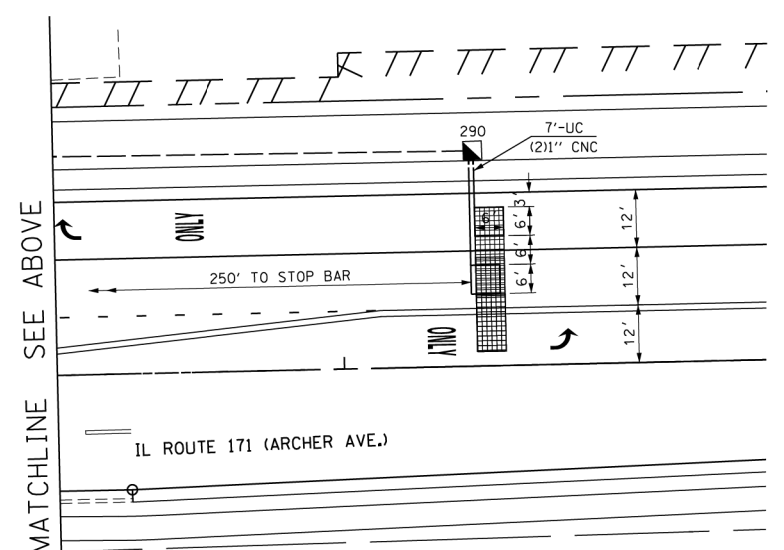 290
7'-UC
(2)1" CNC
3'
6'
6'
6'
6'
12'
12'
12'
ONLY
250' TO STOP BAR
ONLY
IL ROUTE 171 (ARCHER AVE.)
MATCHLINE SEE ABOVE